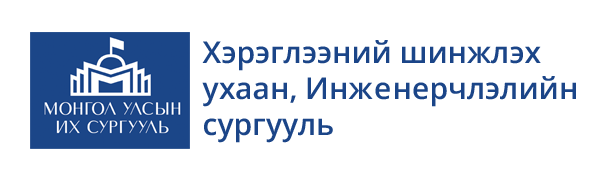 МОНГОЛ УЛСЫН
ИХ СУРГУУЛЬ
Хэрэглээний шинжлэх
ухаан, Инженерчлэлийн
сургууль